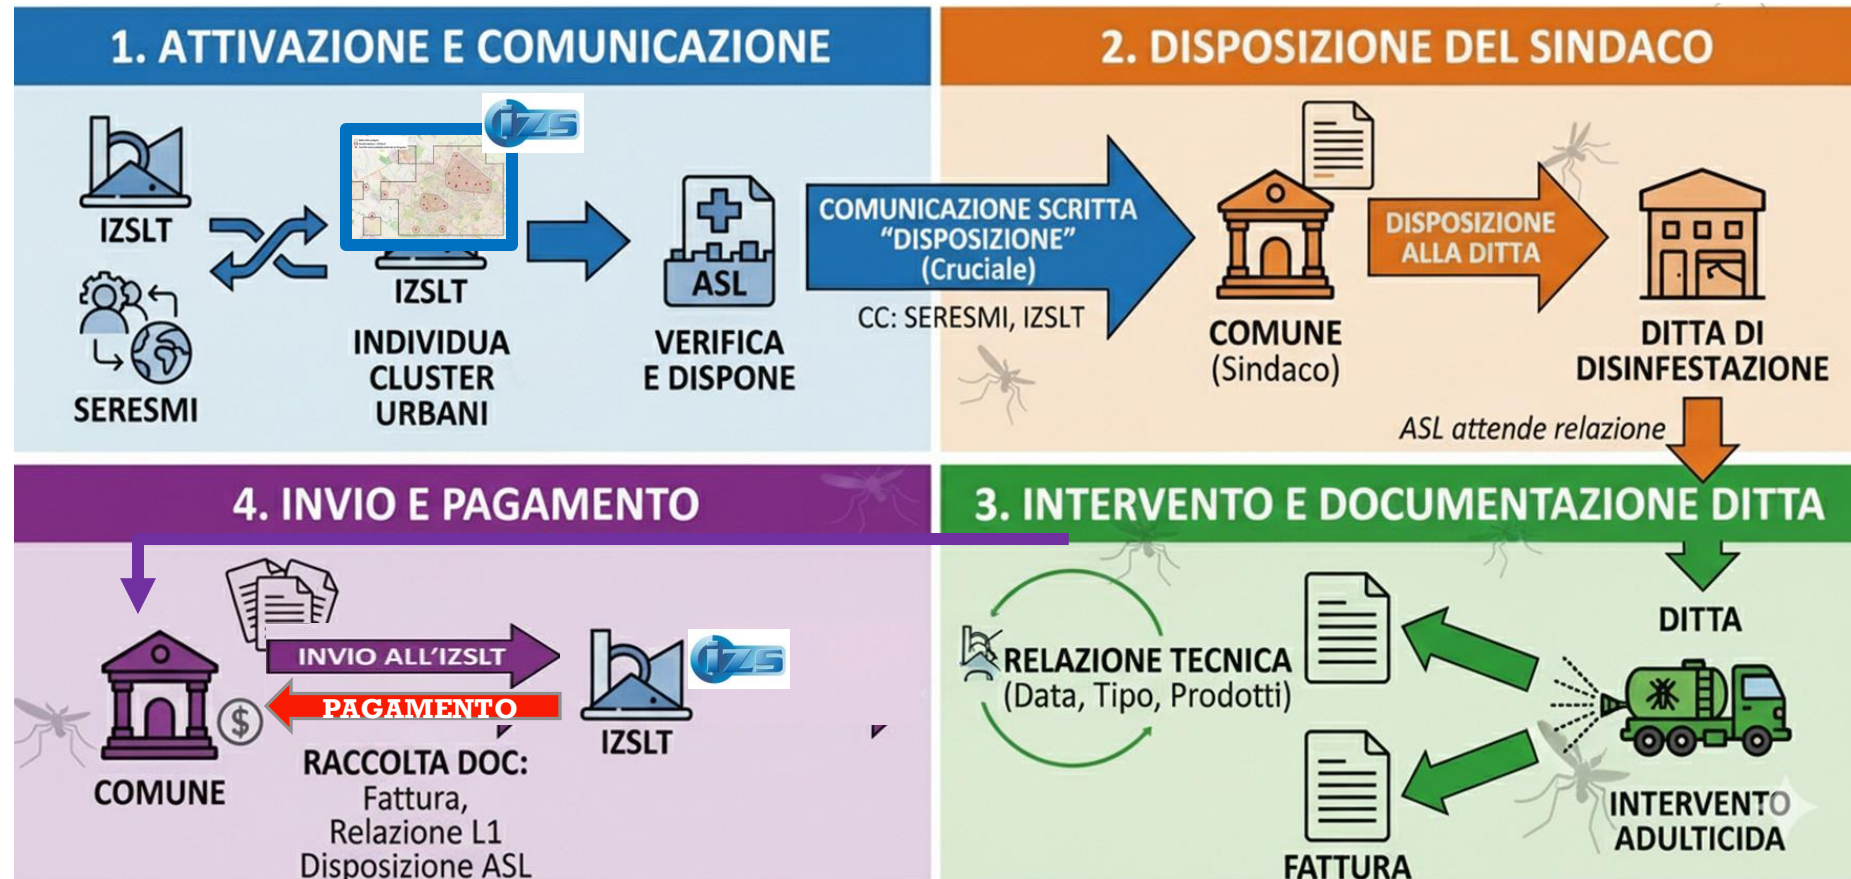 1. ATTIVAZIONE E COMUNICAZIONE
IZSLT
SERESMI
izs
IZSLT
INDIVIDUA
CLUSTER
URBANI
ASL
VERIFICA
E DISPONE
COMUNICAZIONE SCRITTA
“DISPOSIZIONE”
(Cruciale)
CC: SERESMI, IZSLT
2. DISPOSIZIONE DEL SINDACO
COMUNE
(Sindaco)
DISPOSIZIONE
ALLA DITTA
DITTA DI
DISINFESTAZIONE
ASL attende relazione
3. INTERVENTO E DOCUMENTAZIONE DITTA
DITTA
INTERVENTO
ADULTICIDA
RELAZIONE TECNICA
(Data, Tipo, Prodotti)
FATTURA
4. INVIO E PAGAMENTO
COMUNE
$
INVIO ALL’IZSLT
PAGAMENTO
izs
IZSLT
RACCOLTA DOC:
Fattura,
Relazione L1
Disposizione ASL